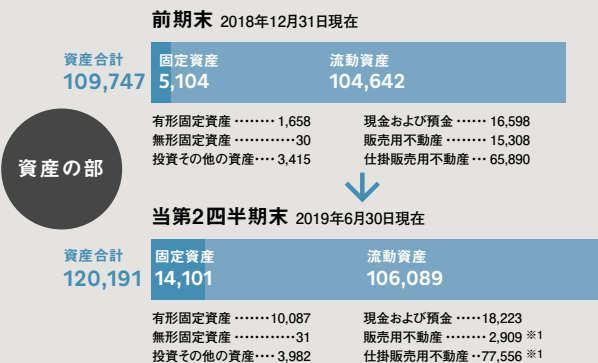 前期末 2018年12月31日現在
資産合計 固定資産 流動資産
109,747 5,104 104,642
有形固定資産 ········ 1,658 現金および預金 ······ 16,598
無形固定資産 ············30 販売用不動産 ······ 15,308
投資その他の資産···· 3,415 仕掛販売用不動産 ··· 65,890
資産の部
当第2四半期末 2019年6月30日現在
資産合計 固定資産 流動資産
120,191 14,101 106,089
有形固定資産 ·······10,087 現金および預金 ·····18,223
無形固定資産 ············31 販売用不動産 ········ 2,909 ※1
投資その他の資産···· 3,982 仕掛販売用不動産 ··77,556 ※1